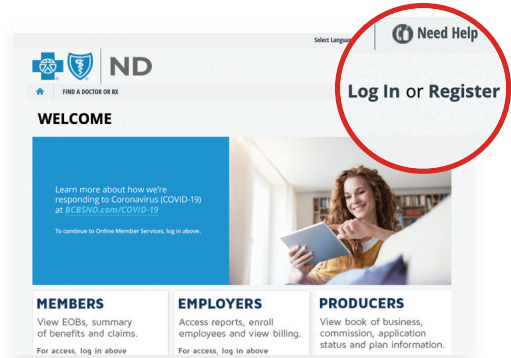 Select Languag
Need Help
ND
Log In or Register
FIND A DOCTOR OR RX
WELCOME
Learn more about how we're
responding to Coronavirus (COVID-19)
at BCBSND.com/COVID-19
To continue to Online Member Services, log in above.
MEMBERS
View EOBs, summary
of benefits and claims.
For access, log in above
EMPLOYERS
Access reports, enroll
employees and view billing.
For access, log in above
PRODUCERS
View book of business,
commission, application
status and plan information.